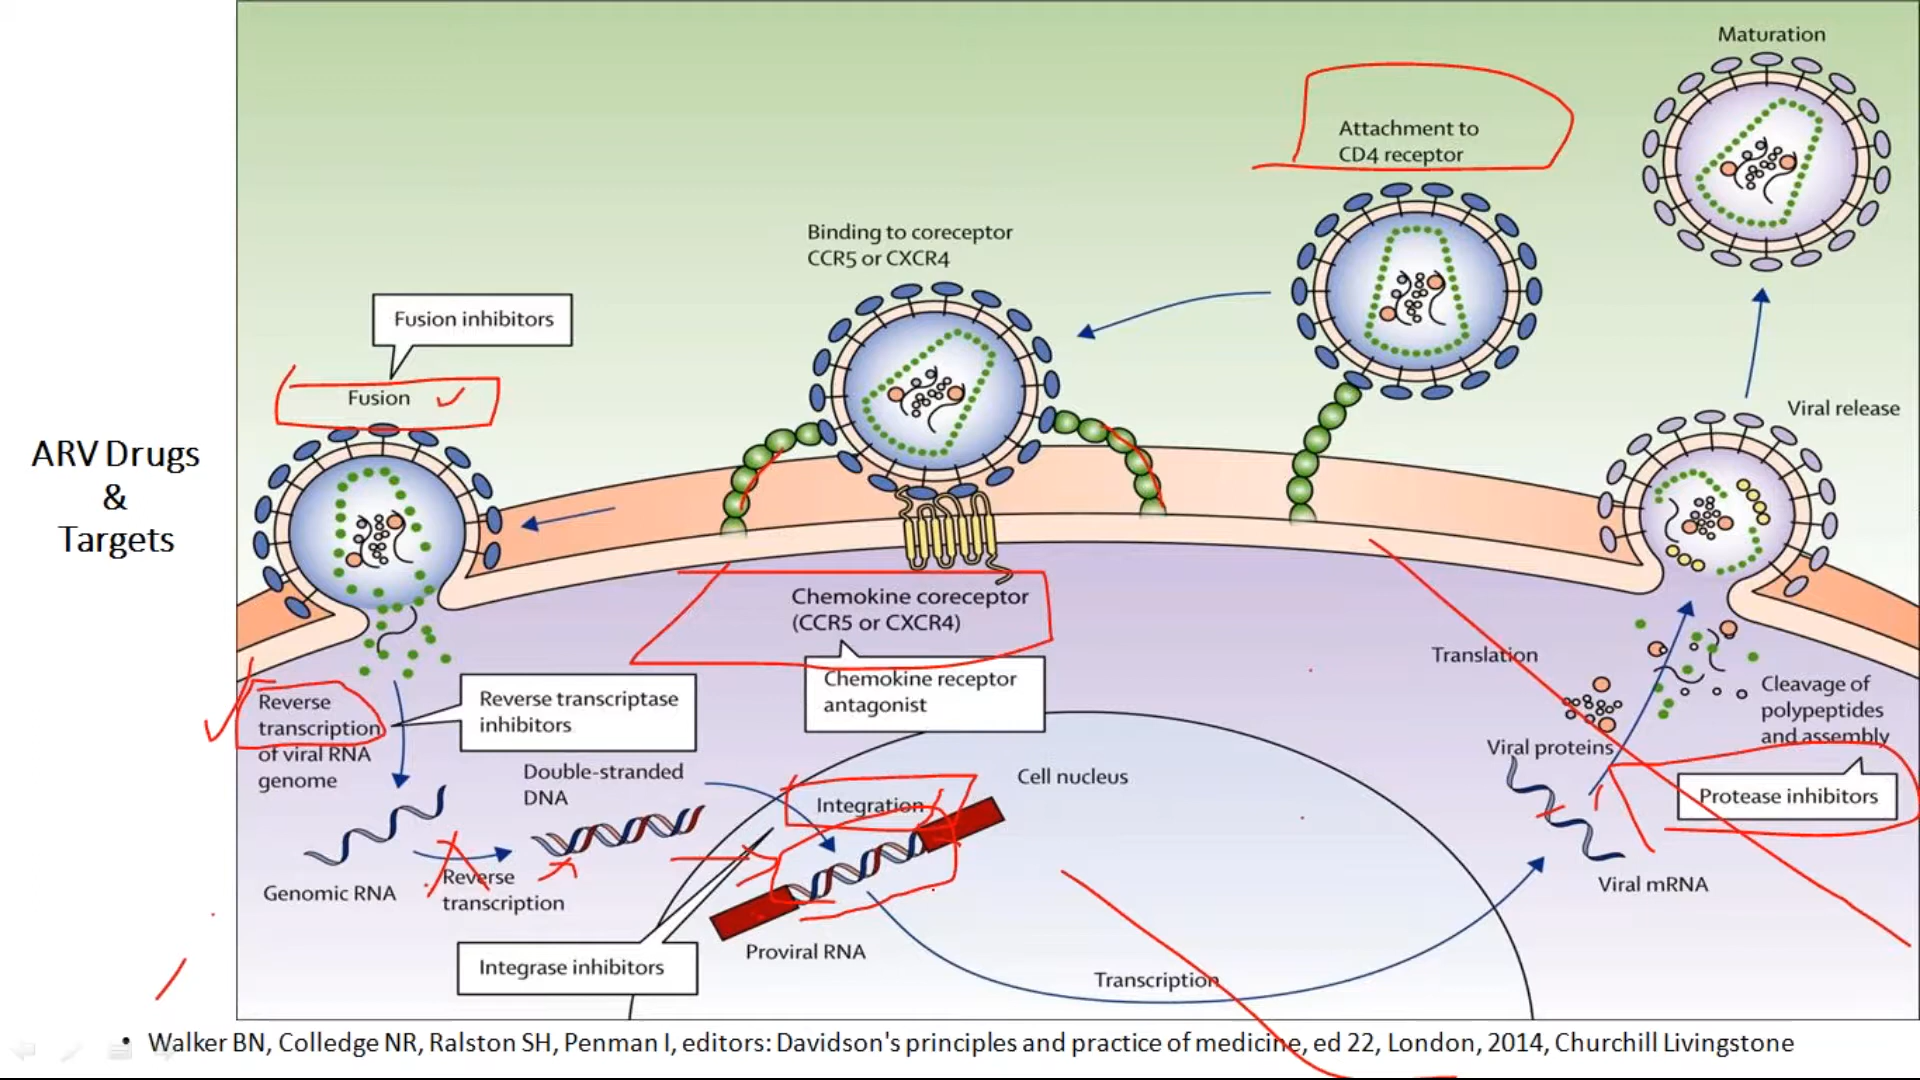 ARV Drugs
&
Targets
Maturation
Attachment to
CD4 receptor
Binding to coreceptor
CCR5 or CXCR4
Fusion inhibitors
Fusion
Viral release
Chemokine coreceptor
(CCR5 or CXCR4)
Chemokine receptor
antagonist
Reverse
transcription
of viral RNA
genome
Reverse transcriptase
inhibitors
Double-stranded
DNA
Integration
Cell nucleus
Translation
Cleavage of
polypeptides
and assembly
Viral proteins
Protease inhibitors
Genomic RNA
Reverse
transcription
Viral mRNA
Integrase inhibitors
Proviral RNA
Transcription
• Walker BN, Colledge NR, Ralston SH, Penman I, editors: Davidson's principles and practice of medicine, ed 22, London, 2014, Churchill Livingstone